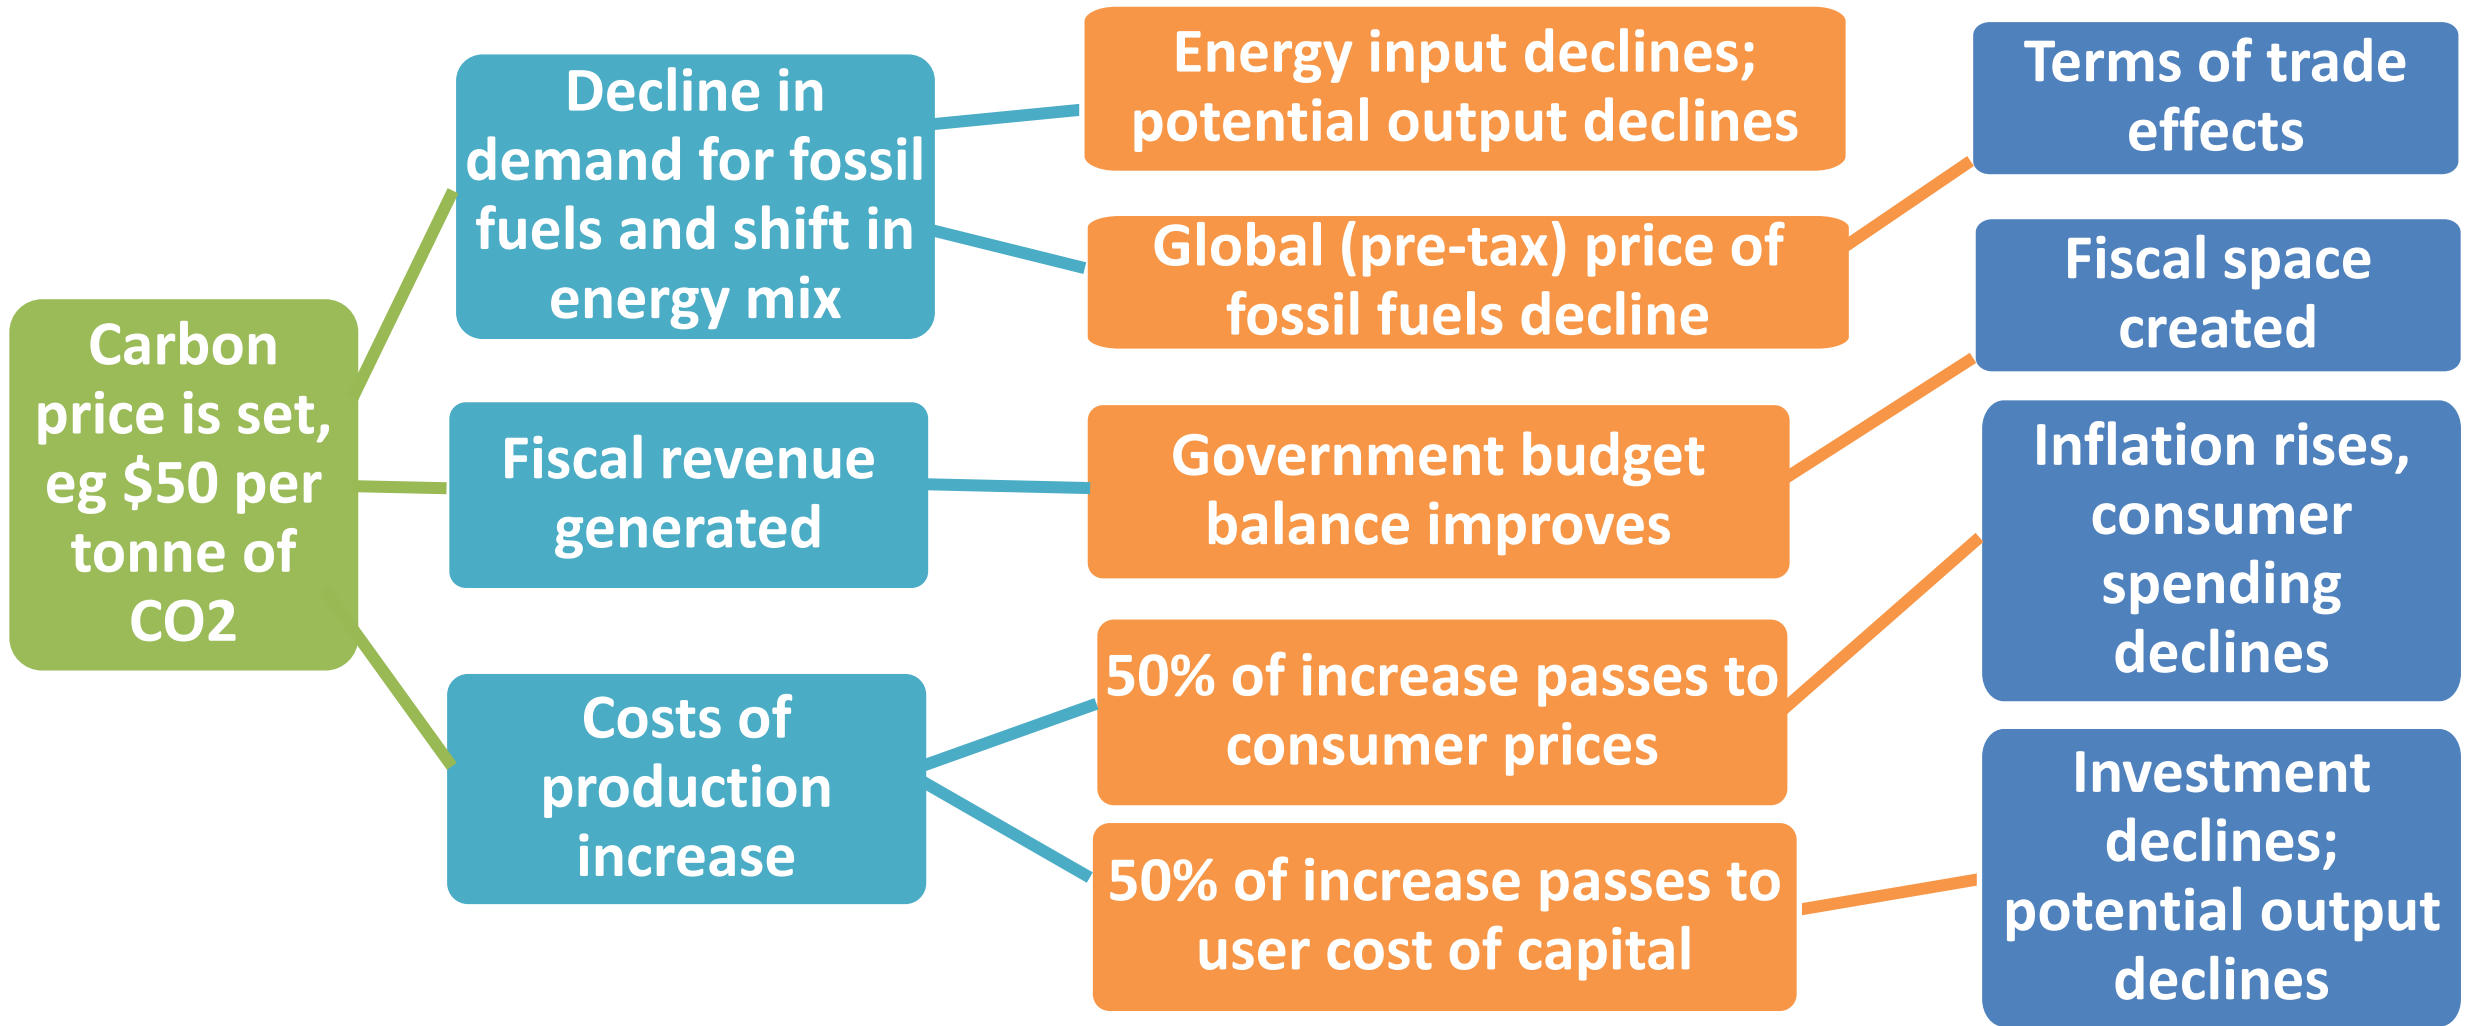 Carbon
price is set,
eg $50 per
tonne of
CO2
Decline in
demand for fossil
fuels and shift in
energy mix
Fiscal revenue
generated
Costs of
production
increase
Energy input declines;
potential output declines
Global (pre-tax) price of
fossil fuels decline
Government budget
balance improves
50% of increase passes to
consumer prices
50% of increase passes to
user cost of capital
Terms of trade
effects
Fiscal space
created
Inflation rises,
consumer
spending
declines
Investment
declines;
potential output
declines